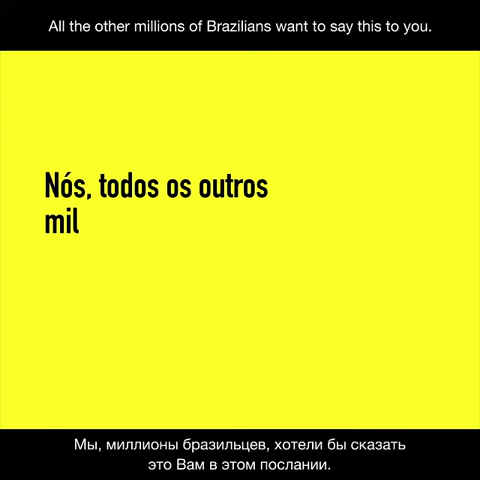 All the other millions of Brazilians want to say this to you.
Nós, todos os outros
mil
Мы, миллионы бразильцев, хотели бы сказать
это Вам в этом послании.